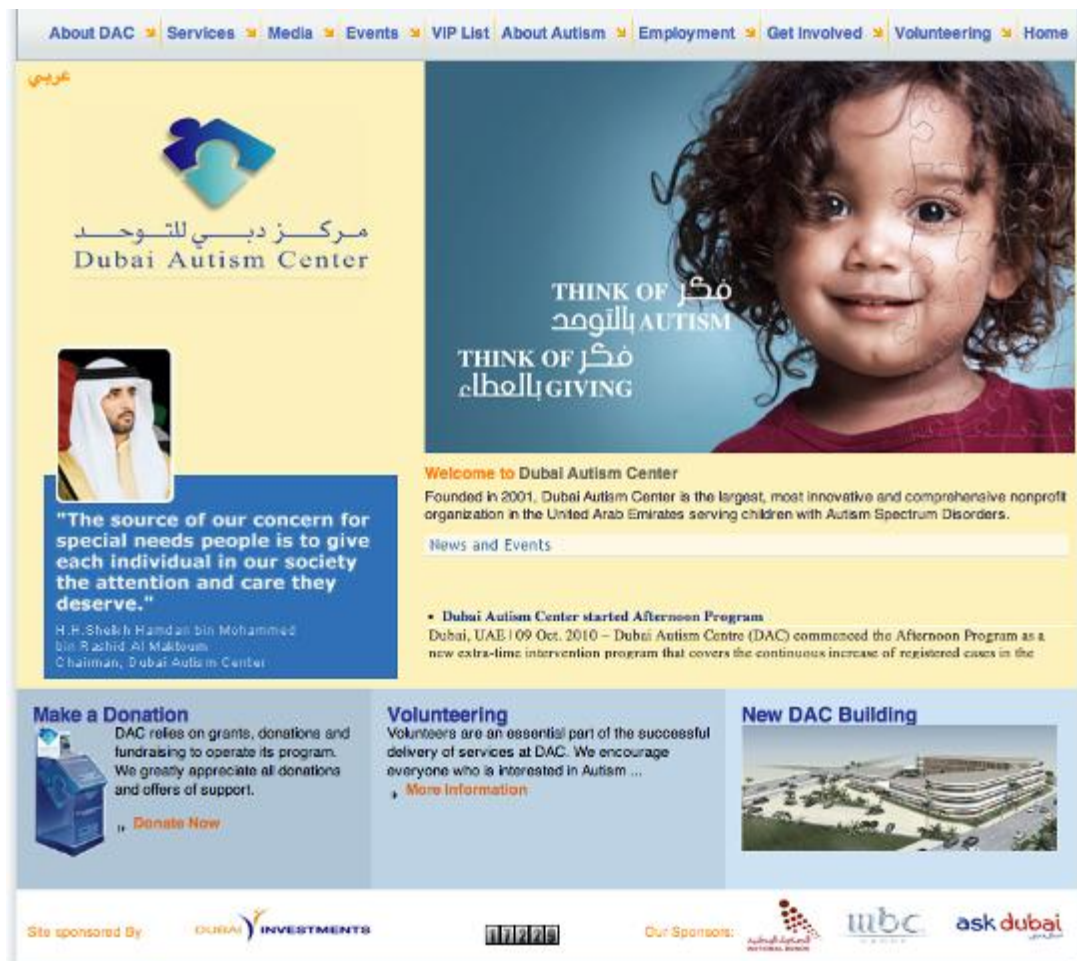 About DAC Services Media Events VIP List About Autism Employment Get Involved Volunteering Home
عربي
مركز دبي للتوحد
Dubai Autism Center
THINK OF فكر
بالتوحد AUTISM
THINK OF فكر
بالعطاء GIVING
"The source of our concern for
special needs people is to give
each individual in our society
the attention and care they
deserve."
H.H.Sheikh Hamdan bin Mohammed
bin Rashid Al Maktoum
Chairman, Dubai Autism Center
Welcome to Dubai Autism Center
Founded in 2001, Dubai Autism Center is the largest, most innovative and comprehensive nonprofit
organization in the United Arab Emirates serving children with Autism Spectrum Disorders.
News and Events
• Dubai Autism Center started Afternoon Program
Dubai, UAE | 09 Oct. 2010 – Dubai Autism Centre (DAC) commenced the Afternoon Program as a
new extra-time intervention program that covers the continuous increase of registered cases in the
Make a Donation
DAC relies on grants, donations and
fundraising to operate its program.
We greatly appreciate all donations
and offers of support.
Donate Now
Volunteering
Volunteers are an essential part of the successful
delivery of services at DAC. We encourage
everyone who is interested in Autism ...
More Information
New DAC Building
Site sponsored By
DUBAI INVESTMENTS
17229
Our Sponsors:
NATIONAL BONDS
mbc
GROUP
ask dubai